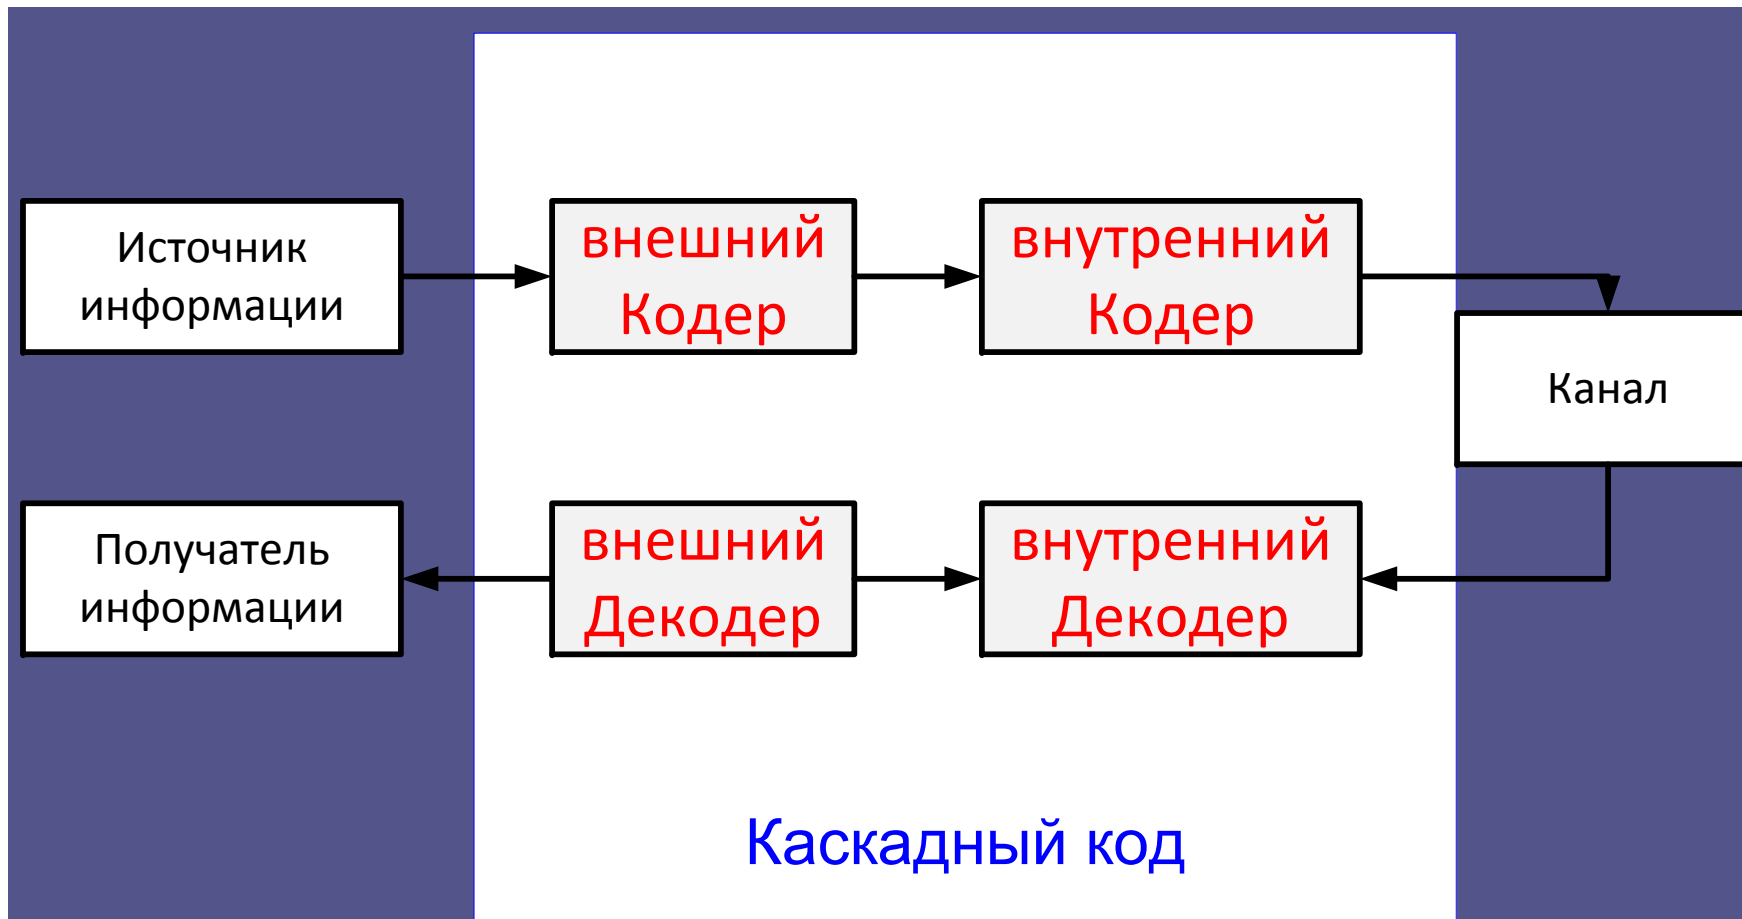 Источник
информации
внешний
Кодер
внутренний
Кодер
Канал
Получатель
информации
внешний
Декодер
внутренний
Декодер
Каскадный код